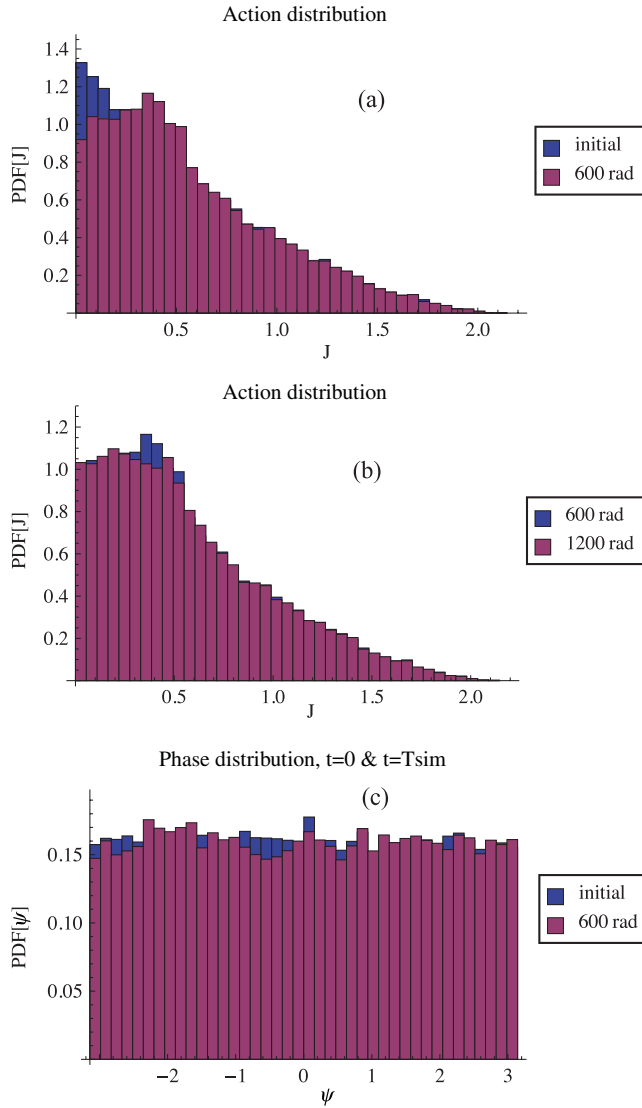 Action distribution
1.4
1.2
1.0
0.8
0.6
0.4
0.2
PDF[J]
(a)
initial
600 rad
0.5 1.0 1.5 2.0
J
Action distribution
1.2
1.0
0.8
0.6
0.4
0.2
PDF[J]
(b)
600 rad
1200 rad
0.5 1.0 1.5 2.0
J
Phase distribution, t=0 & t=Tsim
(c)
0.15
0.10
0.05
PDF[ψ]
initial
600 rad
−2 −1 0 1 2 3
ψ